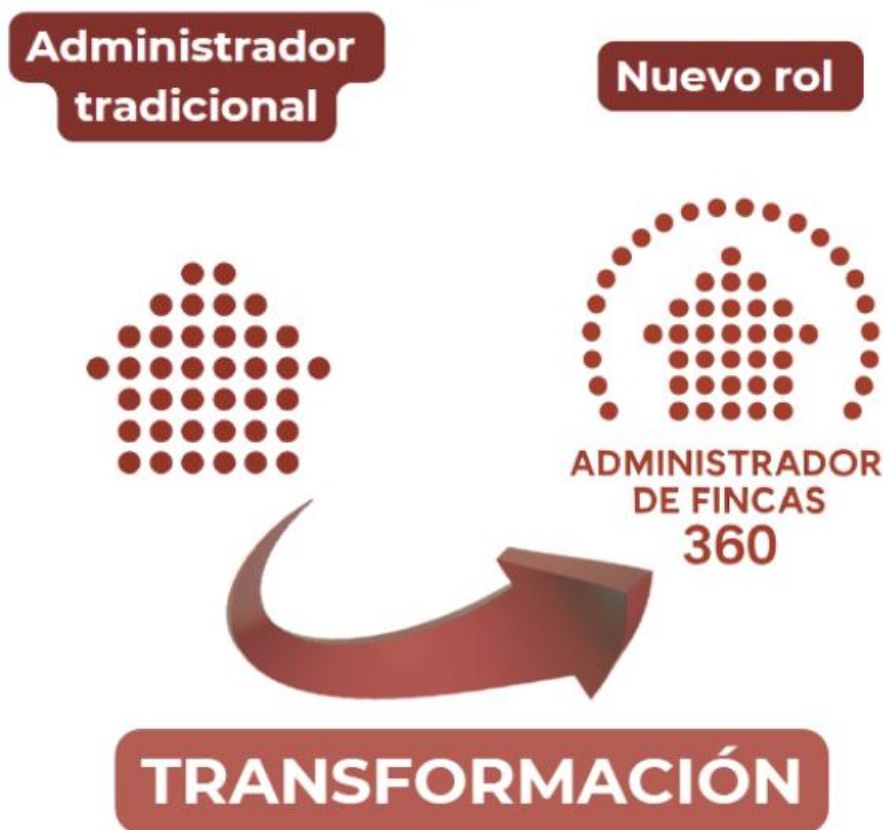 Administrador
tradicional
Nuevo rol
ADMINISTRADOR
DE FINCAS
360
TRANSFORMACIÓN